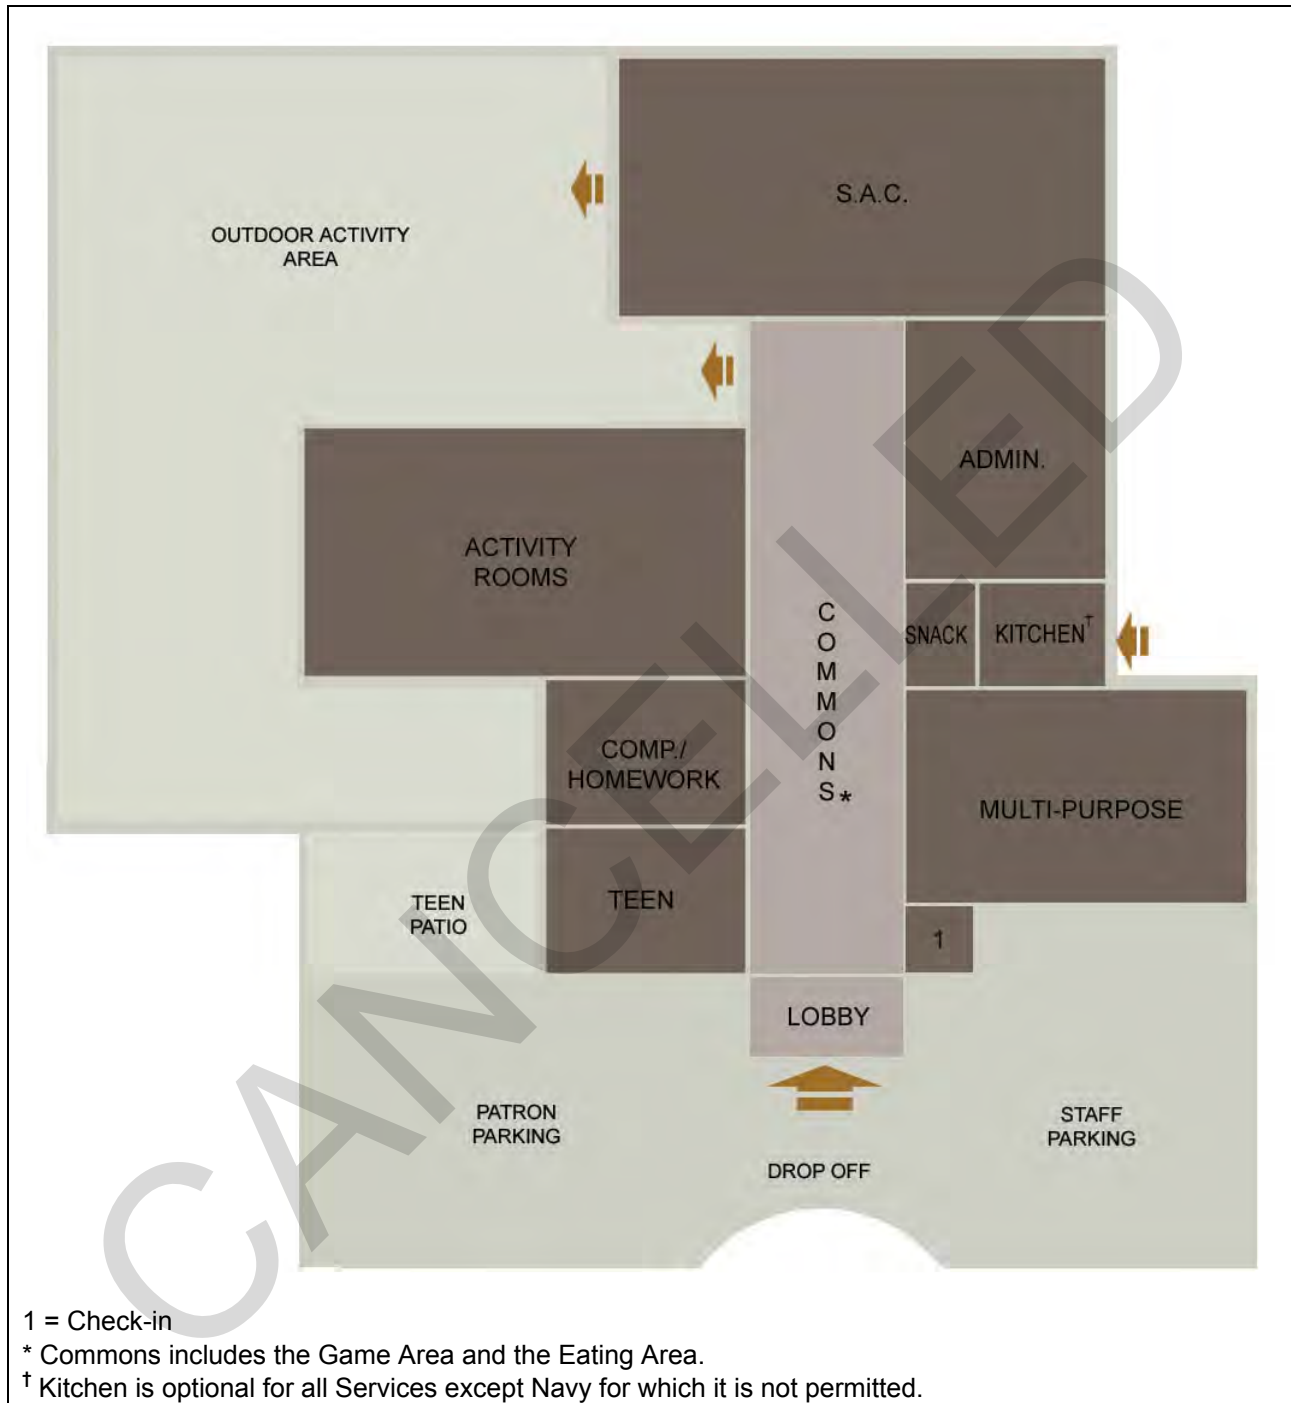 S.A.C.
OUTDOOR ACTIVITY
AREA
ADMIN.
ACTIVITY
ROOMS
COMMONS*
SNACK
KITCHEN†
COMP./
HOMEWORK
MULTI-PURPOSE
TEEN
PATIO
TEEN
1
LOBBY
PATRON
PARKING
STAFF
PARKING
DROP OFF
CANCELLED
1 = Check-in
* Commons includes the Game Area and the Eating Area.
† Kitchen is optional for all Services except Navy for which it is not permitted.